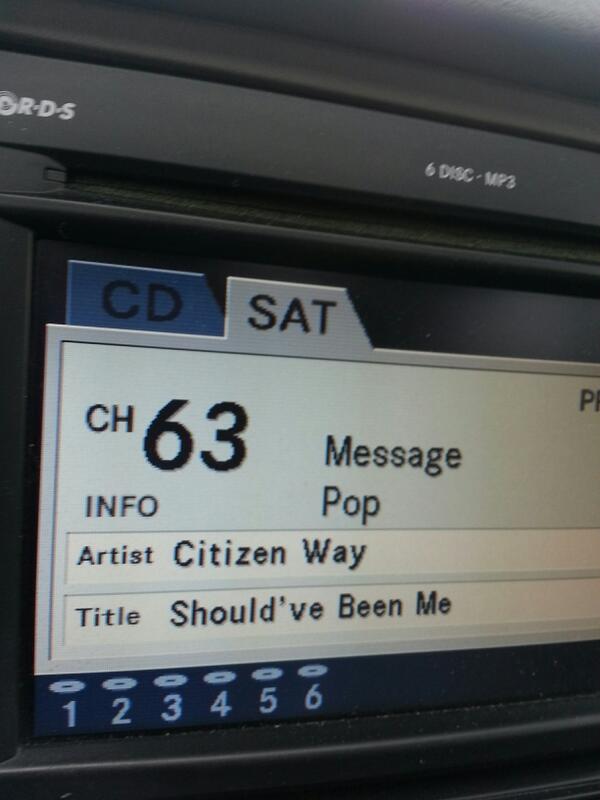 R·D·S
6 DISC - MP3
CD
SAT
CH 63
Message
INFO
Pop
Artist Citizen Way
Title Should've Been Me
1 2 3 4 5 6